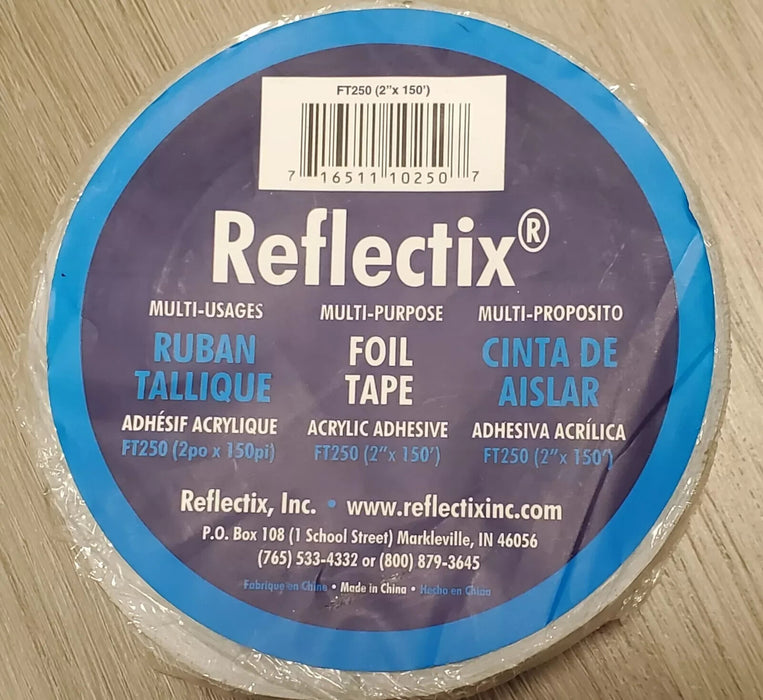 FT250 (2"x 150')
7 16511 10250 7
Reflectix®
MULTI-USAGES
RUBAN
TALLIQUE
ADHÉSIF ACRYLIQUE
FT250 (2po x 150pi)
MULTI-PURPOSE
FOIL
TAPE
ACRYLIC ADHESIVE
FT250 (2"x 150')
MULTI-PROPOSITO
CINTA DE
AISLAR
ADHESIVA ACRÍLICA
FT250 (2"x 150')
Reflectix, Inc. • www.reflectixinc.com
P.O. Box 108 (1 School Street) Markleville, IN 46056
(765) 533-4332 or (800) 879-3645
Fabrique en Chine • Made in China • Hecho en China